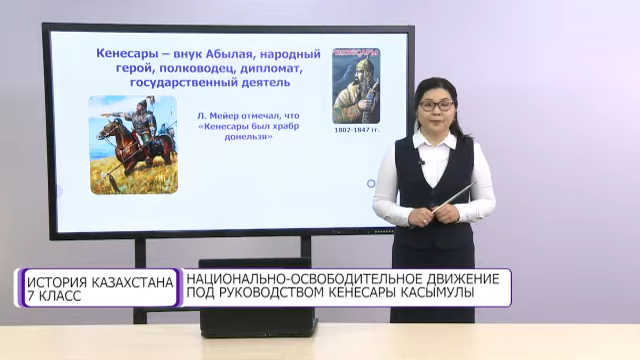 Кенесары – внук Абылая, народный
герой, полководец, дипломат,
государственный деятель
КЕНЕСАРЫ
Л. Мейер отмечал, что
«Кенесары был храбр
донельзя»
1802-1847 гг.
ИСТОРИЯ КАЗАХСТАНА
7 КЛАСС
НАЦИОНАЛЬНО-ОСВОБОДИТЕЛЬНОЕ ДВИЖЕНИЕ
ПОД РУКОВОДСТВОМ КЕНЕСАРЫ КАСЫМУЛЫ